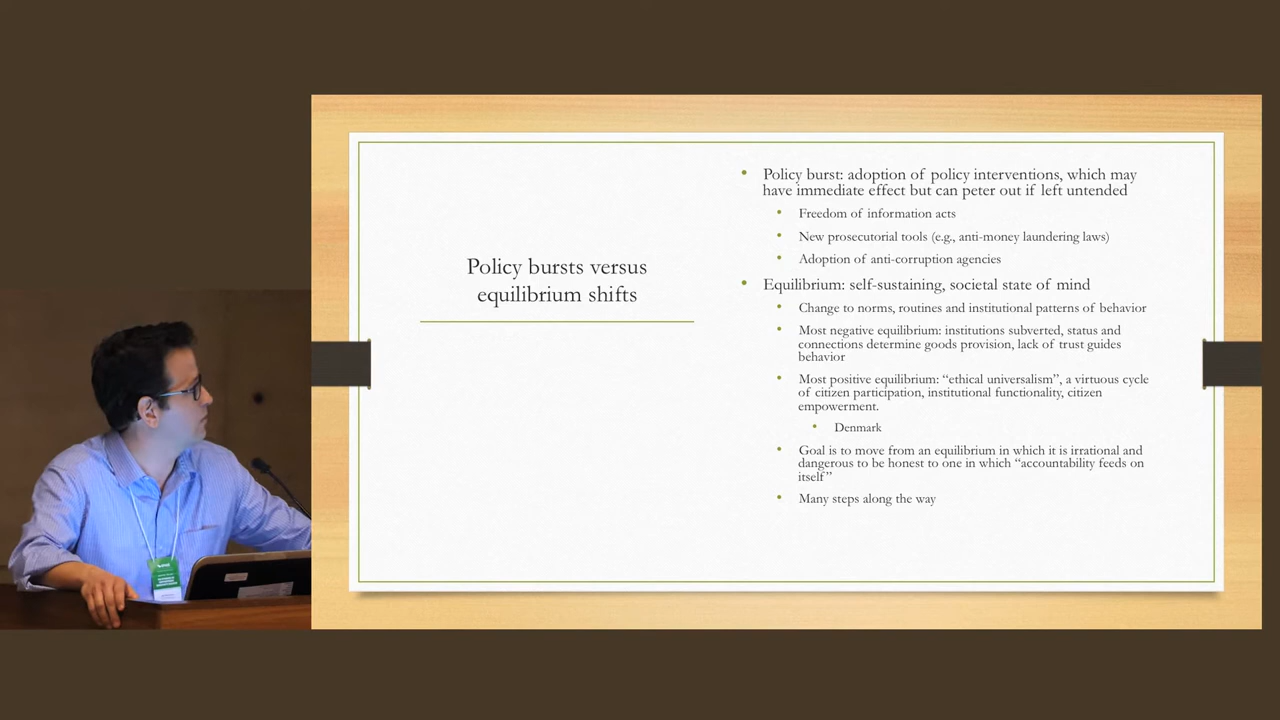 Policy bursts versus
equilibrium shifts
Policy burst: adoption of policy interventions, which may
have immediate effect but can peter out if left untended
Freedom of information acts
New prosecutorial tools (e.g., anti-money laundering laws)
Adoption of anti-corruption agencies
Equilibrium: self-sustaining, societal state of mind
Change to norms, routines and institutional patterns of behavior
Most negative equilibrium: institutions subverted, status and
connections determine goods provision, lack of trust guides
behavior
Most positive equilibrium: “ethical universalism”, a virtuous cycle
of citizen participation, institutional functionality, citizen
empowerment.
Denmark
Goal is to move from an equilibrium in which it is irrational and
dangerous to be honest to one in which “accountability feeds on
itself”
Many steps along the way